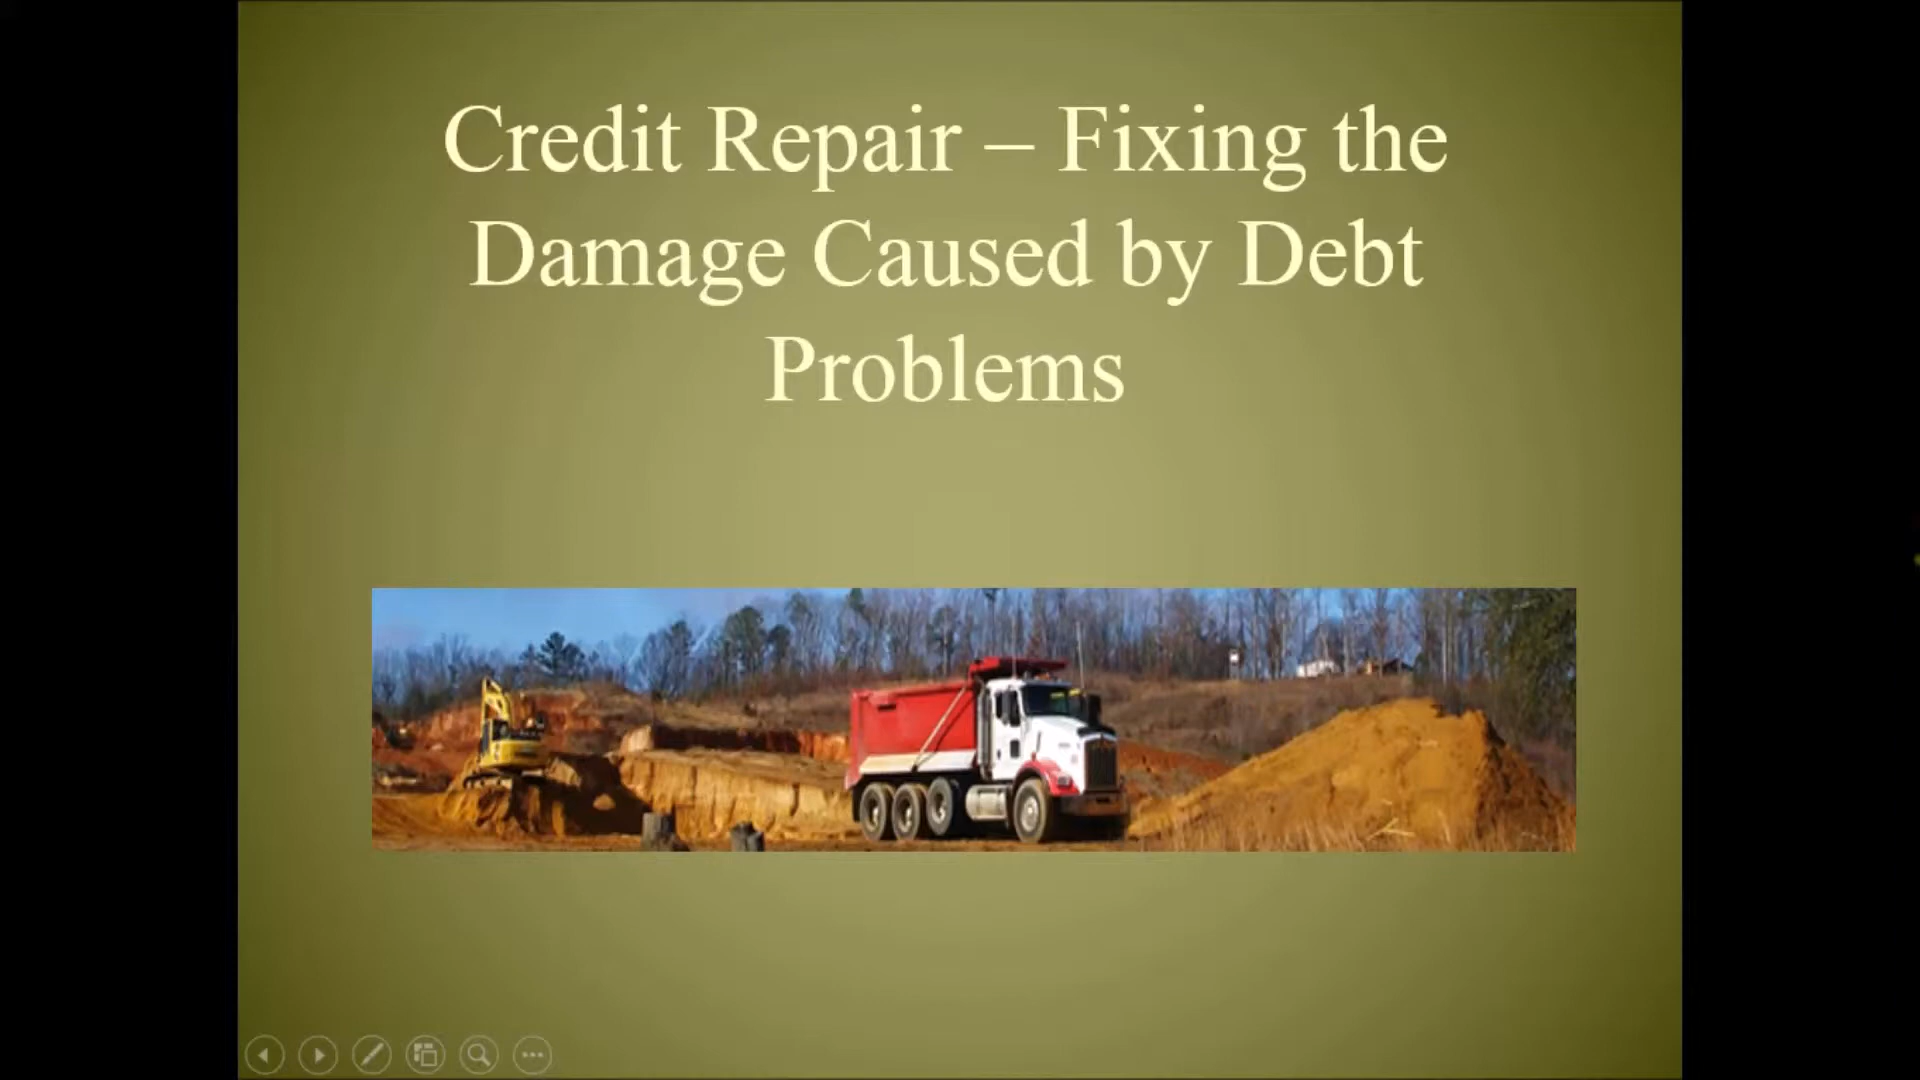 Credit Repair – Fixing the
Damage Caused by Debt
Problems